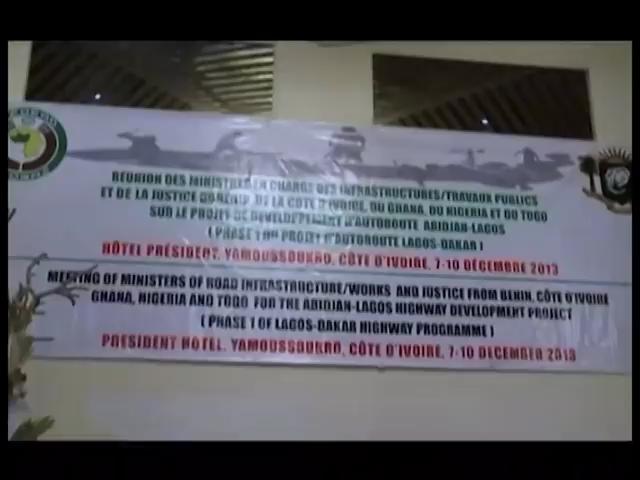 REUNION DES MINISTRES EN CHARGE DES INFRASTRUCTURES/TRAVAUX PUBLICS
ET DE LA JUSTICE DU BENIN, DE LA COTE D'IVOIRE, DU GHANA, DU NIGERIA ET DU TOGO
SUR LE PROJET DE DEVELOPPEMENT D'AUTOROUTE ABIDJAN-LAGOS
( PHASE 1 DU PROJET D'AUTOROUTE LAGOS-DAKAR )
HÔTEL PRÉSIDENT, YAMOUSSOUKRO, CÔTE D'IVOIRE, 7-10 DÉCEMBRE 2013
MEETING OF MINISTERS OF ROAD INFRASTRUCTURE/WORKS AND JUSTICE FROM BENIN, CÔTE D'IVOIRE
GHANA, NIGERIA AND TOGO FOR THE ABIDJAN-LAGOS HIGHWAY DEVELOPMENT PROJECT
( PHASE 1 OF LAGOS-DAKAR HIGHWAY PROGRAMME )
PRESIDENT HOTEL, YAMOUSSOUKRO, CÔTE D'IVOIRE, 7-10 DECEMBER 2013